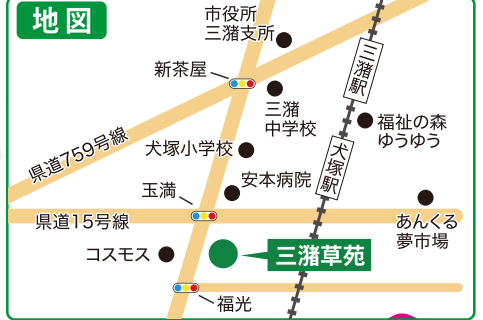 地図
市役所
三潴支所
新茶屋
三潴
中学校
三潴駅
福祉の森
ゆうゆう
県道759号線
犬塚小学校
犬塚駅
玉満
安本病院
県道15号線
あんくる
夢市場
コスモス
三潴草苑
福光